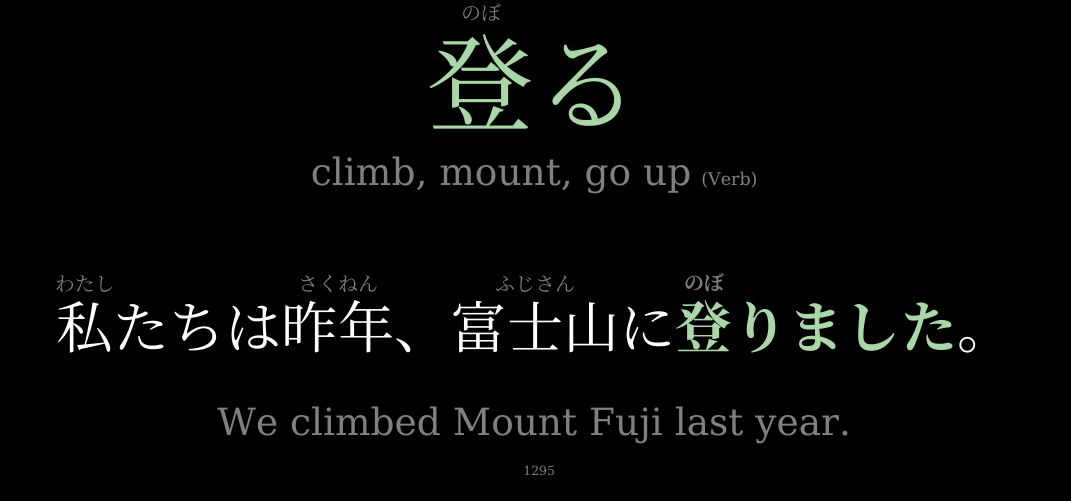 のぼ
登る
climb, mount, go up (Verb)
わたし さくねん ふじさん のぼ
私たちは昨年、富士山に登りました。
We climbed Mount Fuji last year.
1295